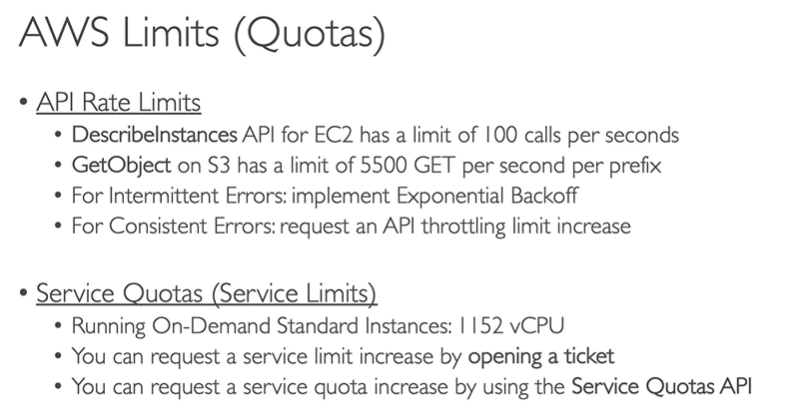 AWS Limits (Quotas)
• API Rate Limits
• DescribeInstances API for EC2 has a limit of 100 calls per seconds
• GetObject on S3 has a limit of 5500 GET per second per prefix
• For Intermittent Errors: implement Exponential Backoff
• For Consistent Errors: request an API throttling limit increase
• Service Quotas (Service Limits)
• Running On-Demand Standard Instances: 1152 vCPU
• You can request a service limit increase by opening a ticket
• You can request a service quota increase by using the Service Quotas API